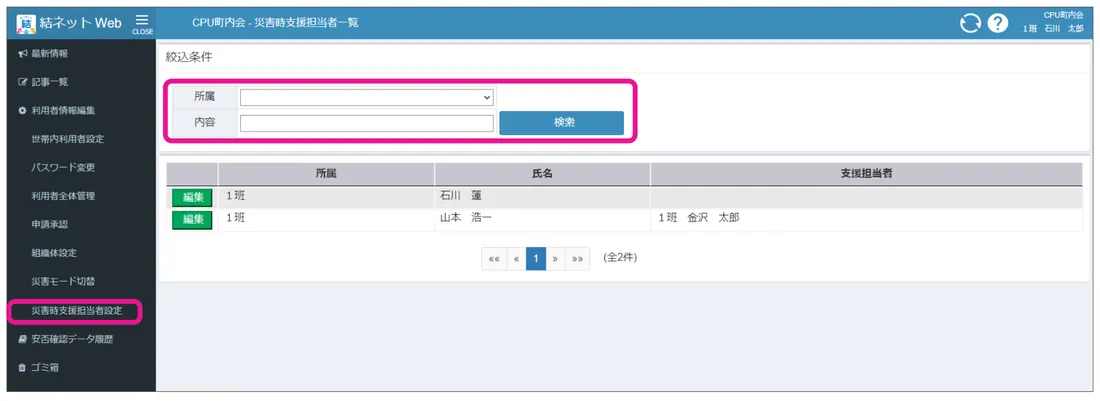 結ネット Web
CLOSE
CPU町内会 - 災害時支援担当者一覧
CPU町内会
1班 石川 太郎
最新情報
記事一覧
利用者情報編集
世帯内利用者設定
パスワード変更
利用者全体管理
申請承認
組織体設定
災害モード切替
災害時支援担当者設定
安否確認データ履歴
ゴミ箱
絞込条件
所属
内容 検索
所属 氏名 支援担当者
編集 1班 石川 蓮
編集 1班 山本 浩一 1班 金沢 太郎
«« « 1 » »» (全2件)